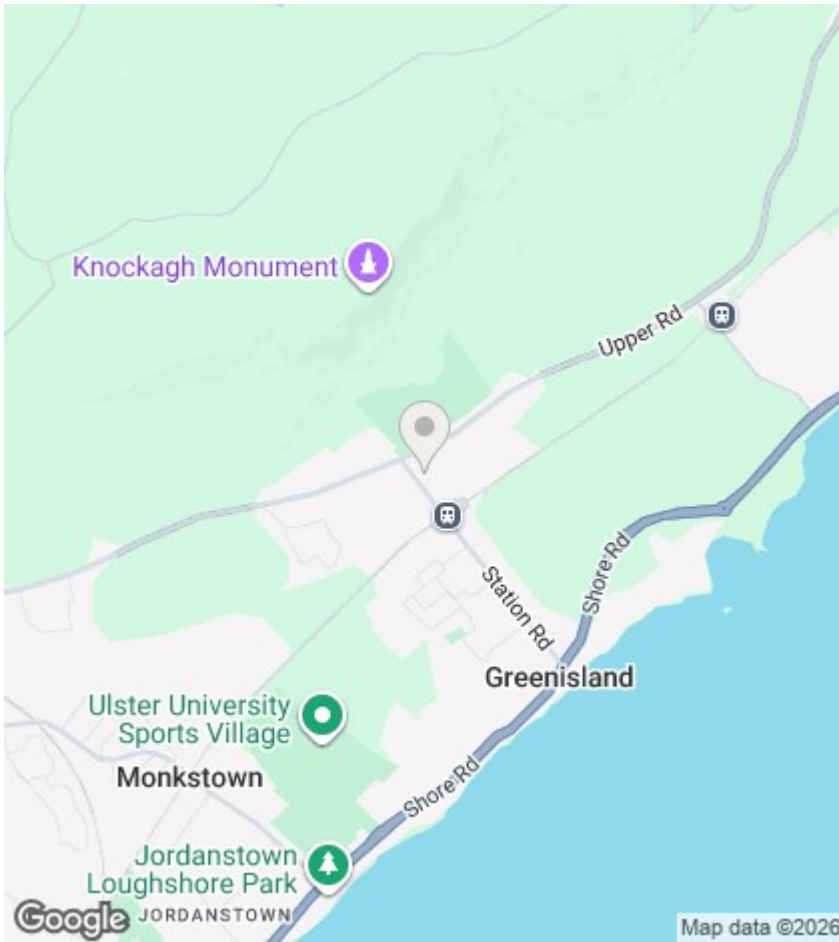 Knockagh Monument
Upper Rd
Shore Rd
Station Rd
Greenisland
Ulster University
Sports Village
Monkstown
Shore Rd
Jordanstown
Loughshore Park
JORDANSTOWN
Google
Map data ©2026